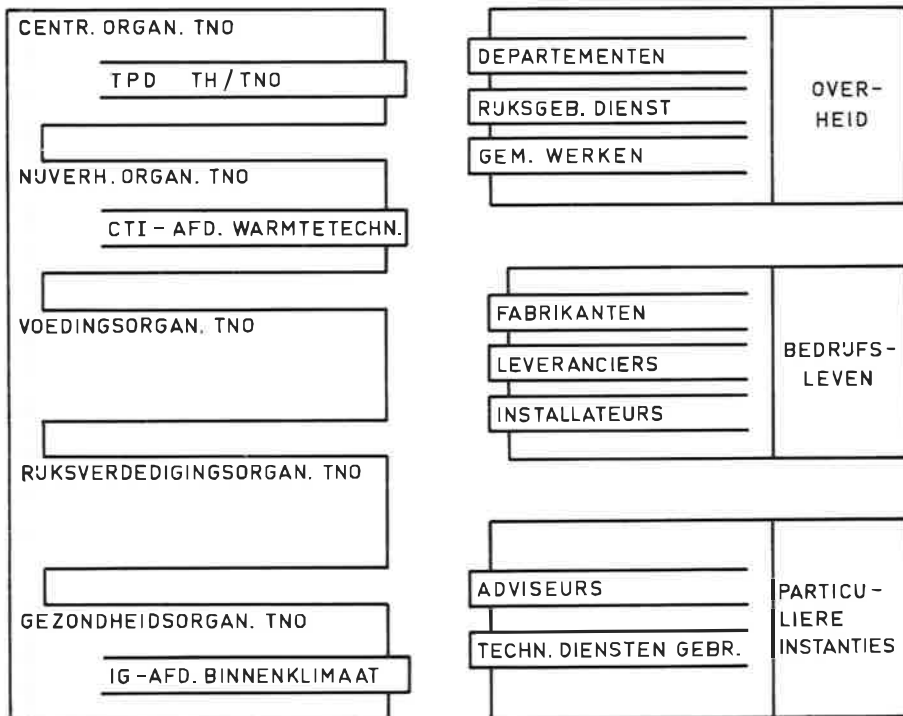 CENTR. ORGAN. TNO
TPD TH/TNO
NIJVERH. ORGAN. TNO
CTI-AFD. WARMTETECHN.
VOEDINGSORGAN. TNO
RIJKSVERDEDIGINGSORGAN. TNO
GEZONDHEIDSORGAN. TNO
IG-AFD. BINNENKLIMAAT
DEPARTEMENTEN
RIJKSGEB. DIENST
GEM. WERKEN
OVER-
HEID
FABRIKANTEN
LEVERANCIERS
INSTALLATEURS
BEDRIJFS-
LEVEN
ADVISEURS
TECHN. DIENSTEN GEBR.
PARTICU-
LIERE
INSTANTIES